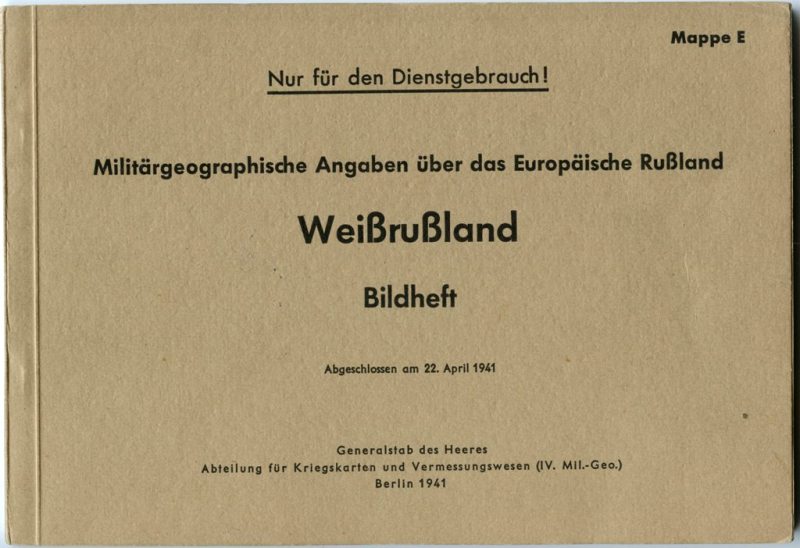 Mappe E
Nur für den Dienstgebrauch!
Militärgeographische Angaben über das Europäische Rußland
Weißrußland
Bildheft
Abgeschlossen am 22. April 1941
Generalstab des Heeres
Abteilung für Kriegskarten und Vermessungswesen (IV. Mil.-Geo.)
Berlin 1941